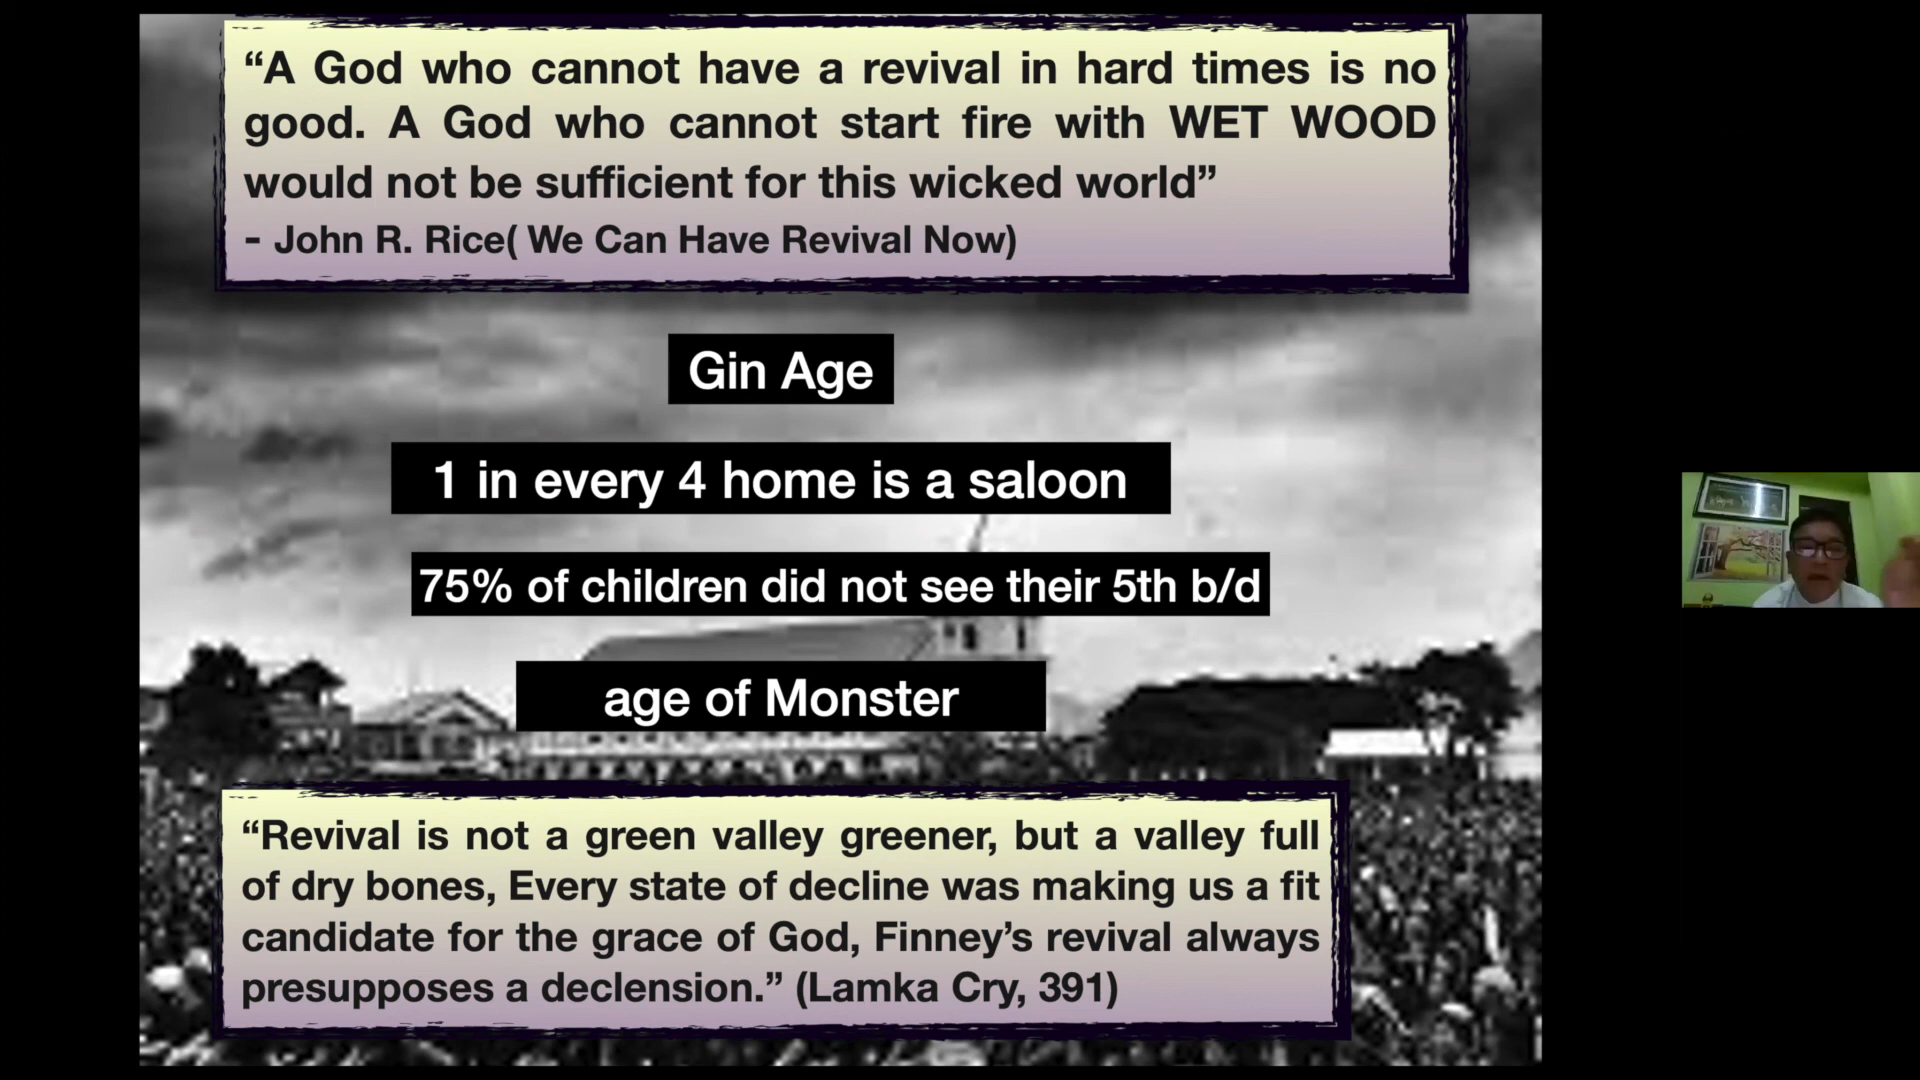 “A God who cannot have a revival in hard times is no
good. A God who cannot start fire with WET WOOD
would not be sufficient for this wicked world”
- John R. Rice( We Can Have Revival Now)
Gin Age
1 in every 4 home is a saloon
75% of children did not see their 5th b/d
age of Monster
“Revival is not a green valley greener, but a valley full
of dry bones, Every state of decline was making us a fit
candidate for the grace of God, Finney’s revival always
presupposes a declension.” (Lamka Cry, 391)